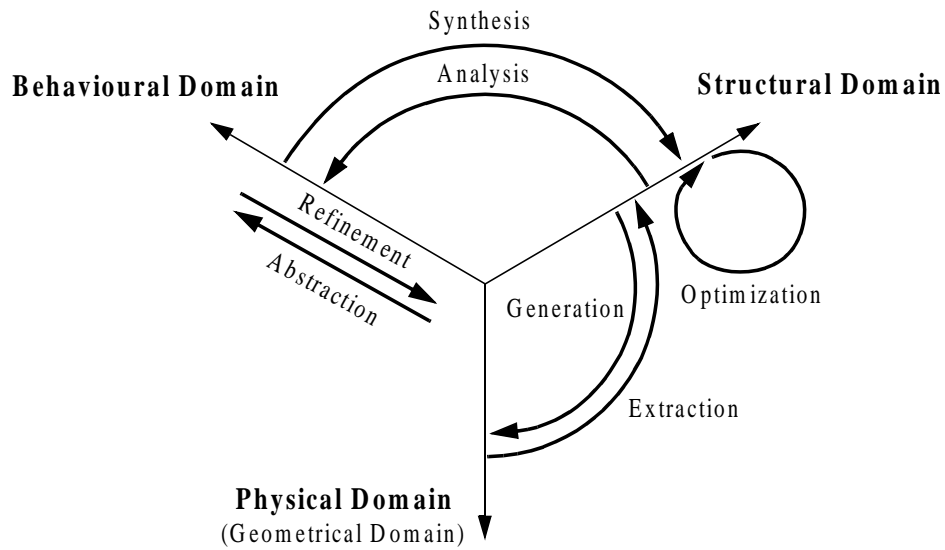 Synthesis
Analysis
Behavioural Domain
Structural Domain
Refinement
Abstraction
Generation
Optimization
Extraction
Physical Domain
(Geometrical Domain)